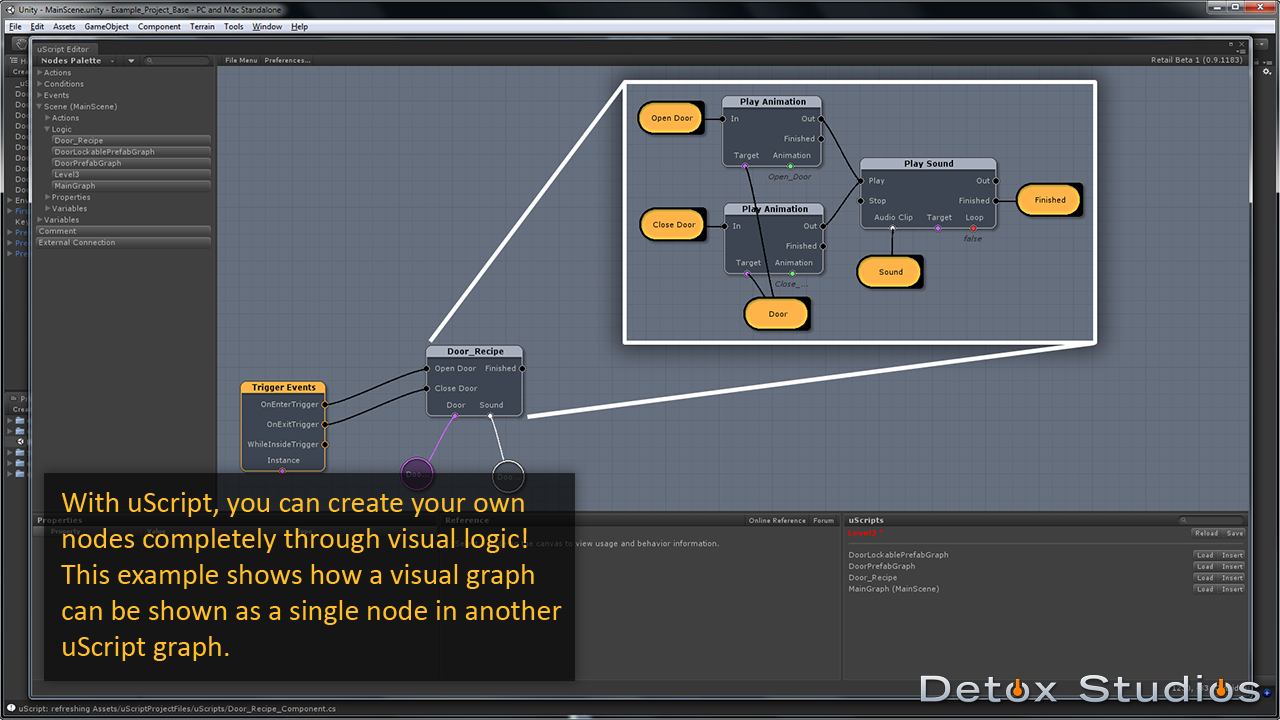 Unity - MainScene.unity - Example_Project_Base - PC and Mac Standalone
File Edit Assets GameObject Component Terrain Tools Window Help
uScript Editor
Nodes Palette
File Menu Preferences...
Retail Beta 1 (0.9.1183)
Actions
Conditions
Events
Scene (MainScene)
Actions
Logic
Door_Recipe
DoorLockablePrefabGraph
DoorPrefabGraph
Level3
MainGraph
Properties
Variables
Variables
Comment
External Connection
Open Door
Play Animation
In Out
Finished
Target Animation
Open_Door
Close Door
Play Animation
In Out
Finished
Target Animation
Close_...
Door
Play Sound
Play Out
Stop Finished
Audio Clip Target Loop
false
Sound
Finished
Door_Recipe
Open Door Finished
Close Door
Door Sound
Trigger Events
OnEnterTrigger
OnExitTrigger
WhileInsideTrigger
Instance
With uScript, you can create your own
nodes completely through visual logic!
This example shows how a visual graph
can be shown as a single node in another
uScript graph.
Properties
Reference
Online Reference Forum
canvas to view usage and behavior information.
uScripts
Level3 *
Reload Save
DoorLockablePrefabGraph Load Insert
DoorPrefabGraph Load Insert
Door_Recipe Load Insert
MainGraph (MainScene) Load Insert
Detox Studios
uScript: refreshing Assets/uScriptProjectFiles/uScripts/Door_Recipe_Component.cs